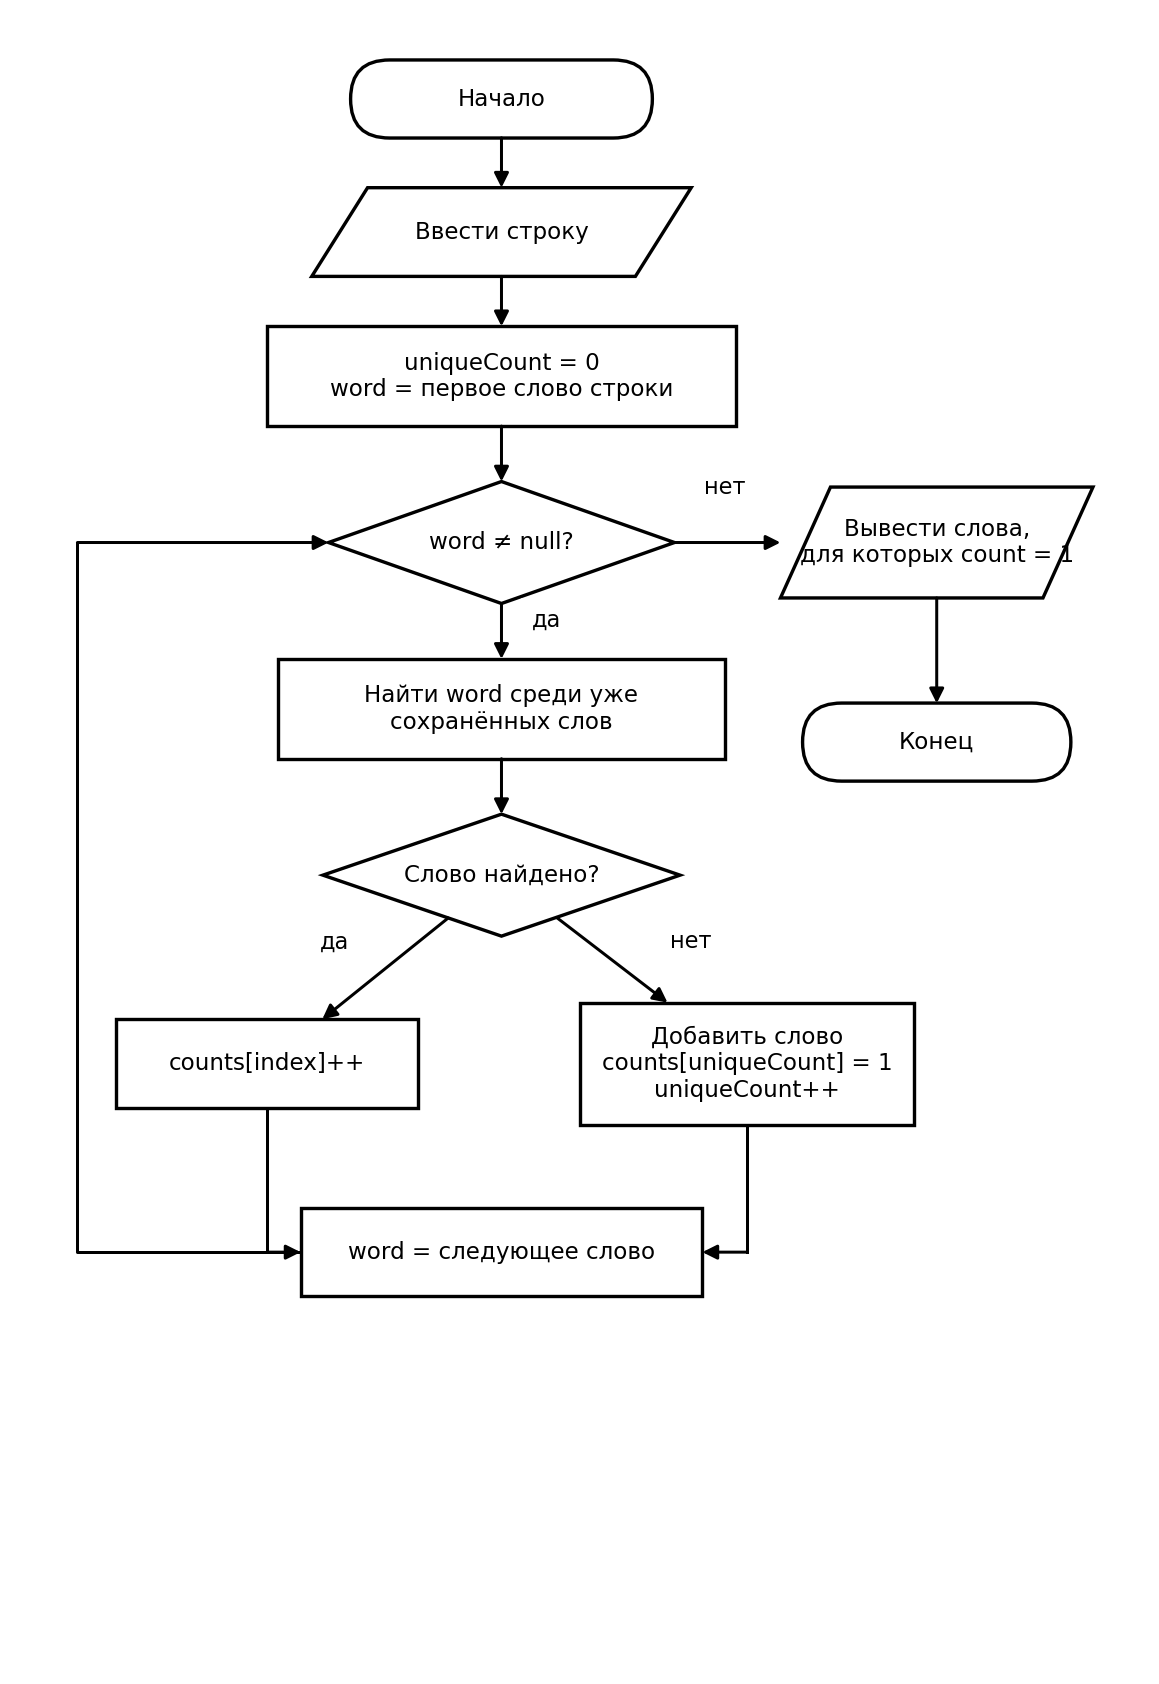 Начало
Ввести строку
uniqueCount = 0
word = первое слово строки
нет
word ≠ null?
Вывести слова,
для которых count = 1
да
Найти word среди уже
сохранённых слов
Конец
Слово найдено?
да
нет
counts[index]++
Добавить слово
counts[uniqueCount] = 1
uniqueCount++
word = следующее слово